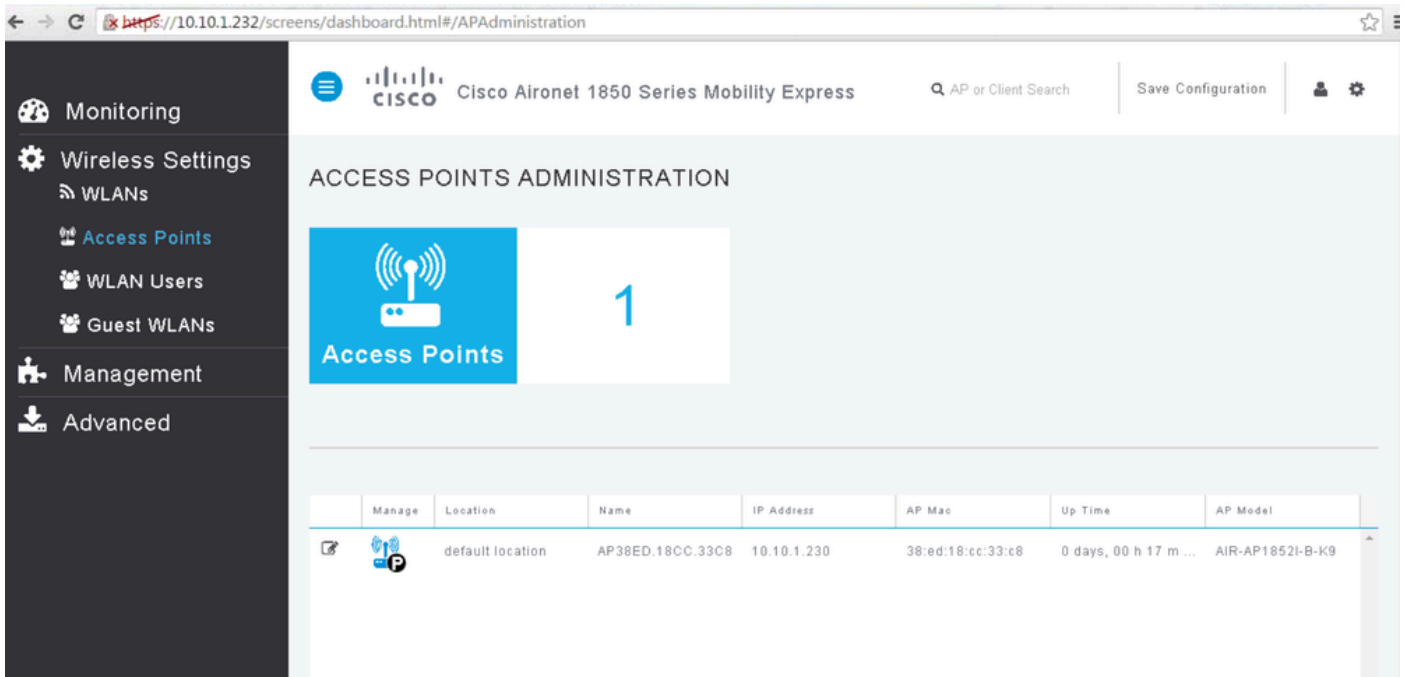 https://10.10.1.232/screens/dashboard.html#/APAdministration
Monitoring
Wireless Settings
WLANs
Access Points
WLAN Users
Guest WLANs
Management
Advanced
CISCO Cisco Aironet 1850 Series Mobility Express
AP or Client Search
Save Configuration
ACCESS POINTS ADMINISTRATION
Access Points
1
Manage Location Name IP Address AP Mac Up Time AP Model
P default location AP38ED.18CC.33C8 10.10.1.230 38:ed:18:cc:33:c8 0 days, 00 h 17 m ... AIR-AP1852I-B-K9